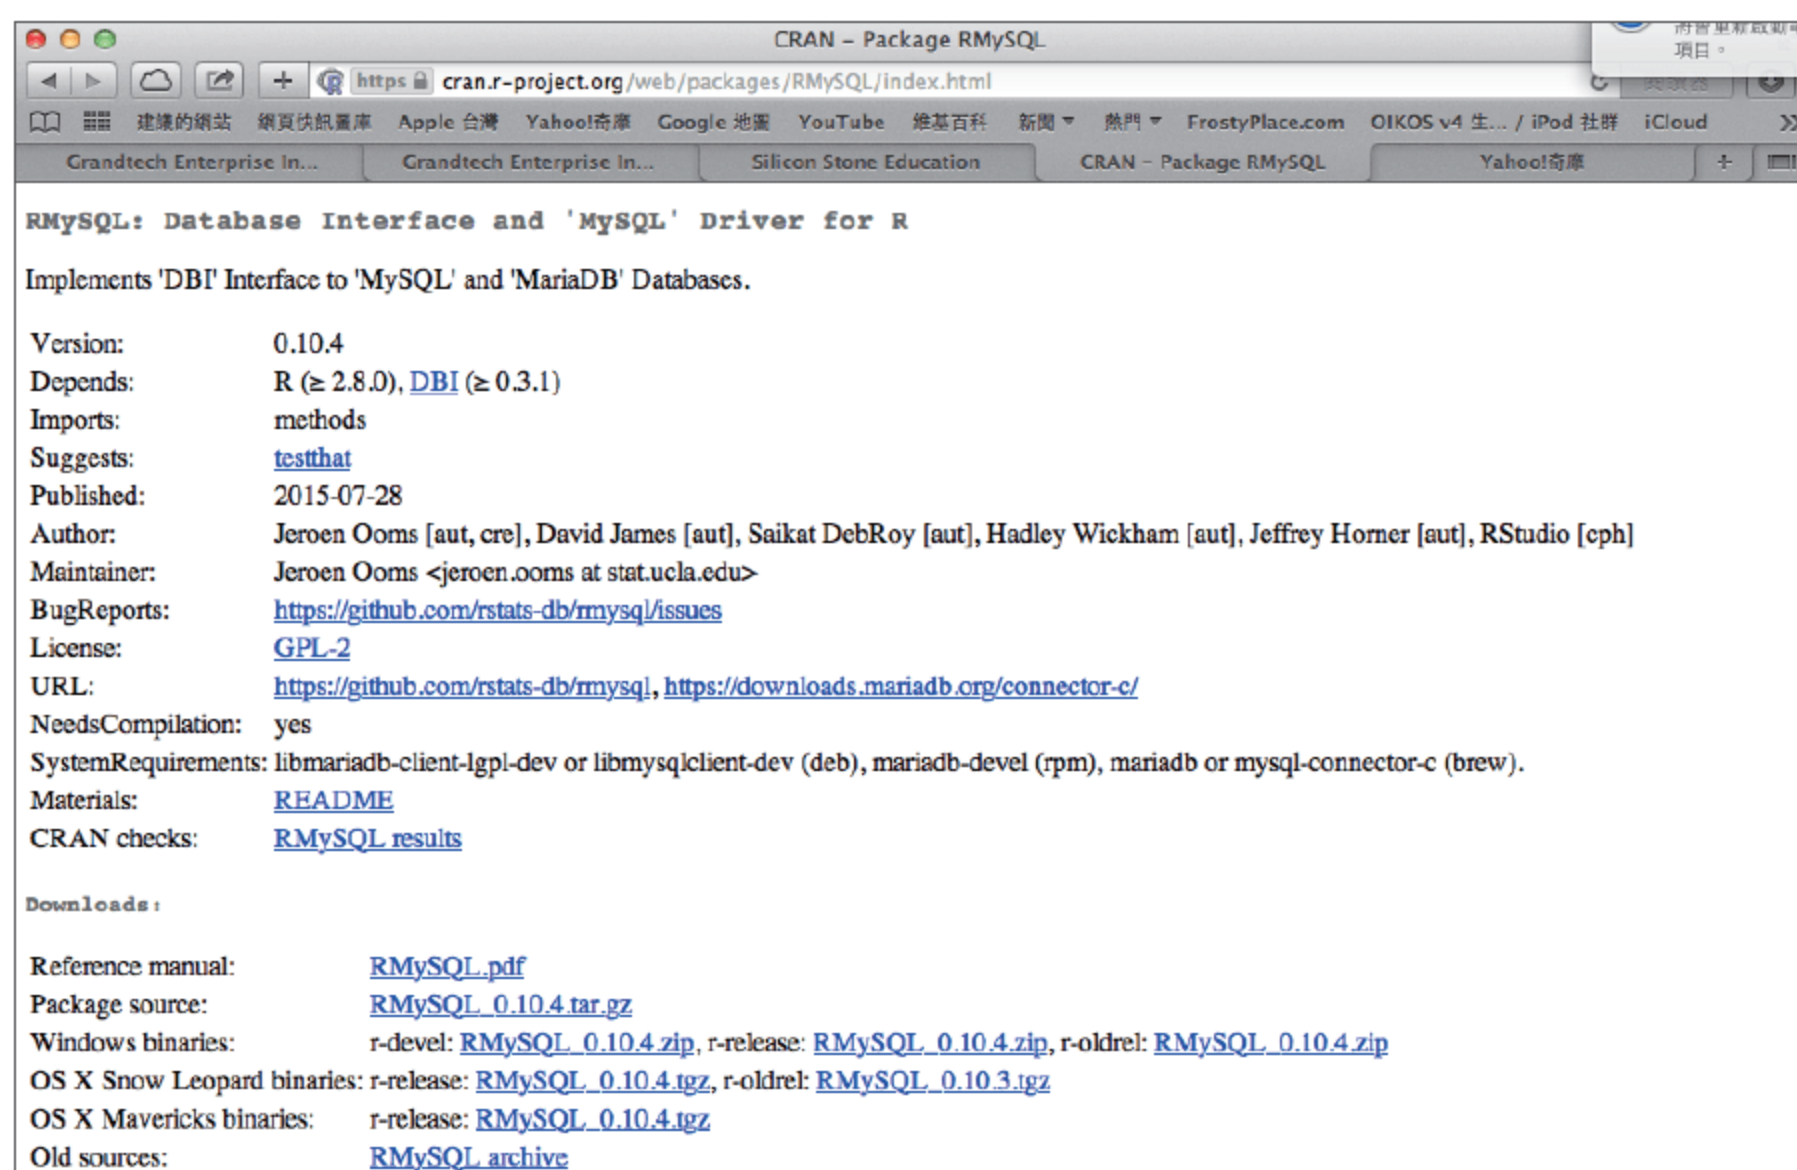 CRAN – Package RMySQL
項目。
https cran.r-project.org/web/packages/RMySQL/index.html
建議的網站 網頁快訊圖庫 Apple 台灣 Yahoo!奇摩 Google 地圖 YouTube 維基百科 新聞 熱門 FrostyPlace.com OIKOS v4 生... / iPod 社群 iCloud
Grandtech Enterprise In... Grandtech Enterprise In... Silicon Stone Education CRAN – Package RMySQL Yahoo!奇摩
RMySQL: Database Interface and 'MySQL' Driver for R
Implements 'DBI' Interface to 'MySQL' and 'MariaDB' Databases.
Version: 0.10.4
Depends: R (≥ 2.8.0), DBI (≥ 0.3.1)
Imports: methods
Suggests: testthat
Published: 2015-07-28
Author: Jeroen Ooms [aut, cre], David James [aut], Saikat DebRoy [aut], Hadley Wickham [aut], Jeffrey Horner [aut], RStudio [cph]
Maintainer: Jeroen Ooms <jeroen.ooms at stat.ucla.edu>
BugReports: https://github.com/rstats-db/rmysql/issues
License: GPL-2
URL: https://github.com/rstats-db/rmysql, https://downloads.mariadb.org/connector-c/
NeedsCompilation: yes
SystemRequirements: libmariadb-client-lgpl-dev or libmysqlclient-dev (deb), mariadb-devel (rpm), mariadb or mysql-connector-c (brew).
Materials: README
CRAN checks: RMySQL results
Downloads:
Reference manual: RMySQL.pdf
Package source: RMySQL_0.10.4.tar.gz
Windows binaries: r-devel: RMySQL_0.10.4.zip, r-release: RMySQL_0.10.4.zip, r-oldrel: RMySQL_0.10.4.zip
OS X Snow Leopard binaries: r-release: RMySQL_0.10.4.tgz, r-oldrel: RMySQL_0.10.3.tgz
OS X Mavericks binaries: r-release: RMySQL_0.10.4.tgz
Old sources: RMySQL archive